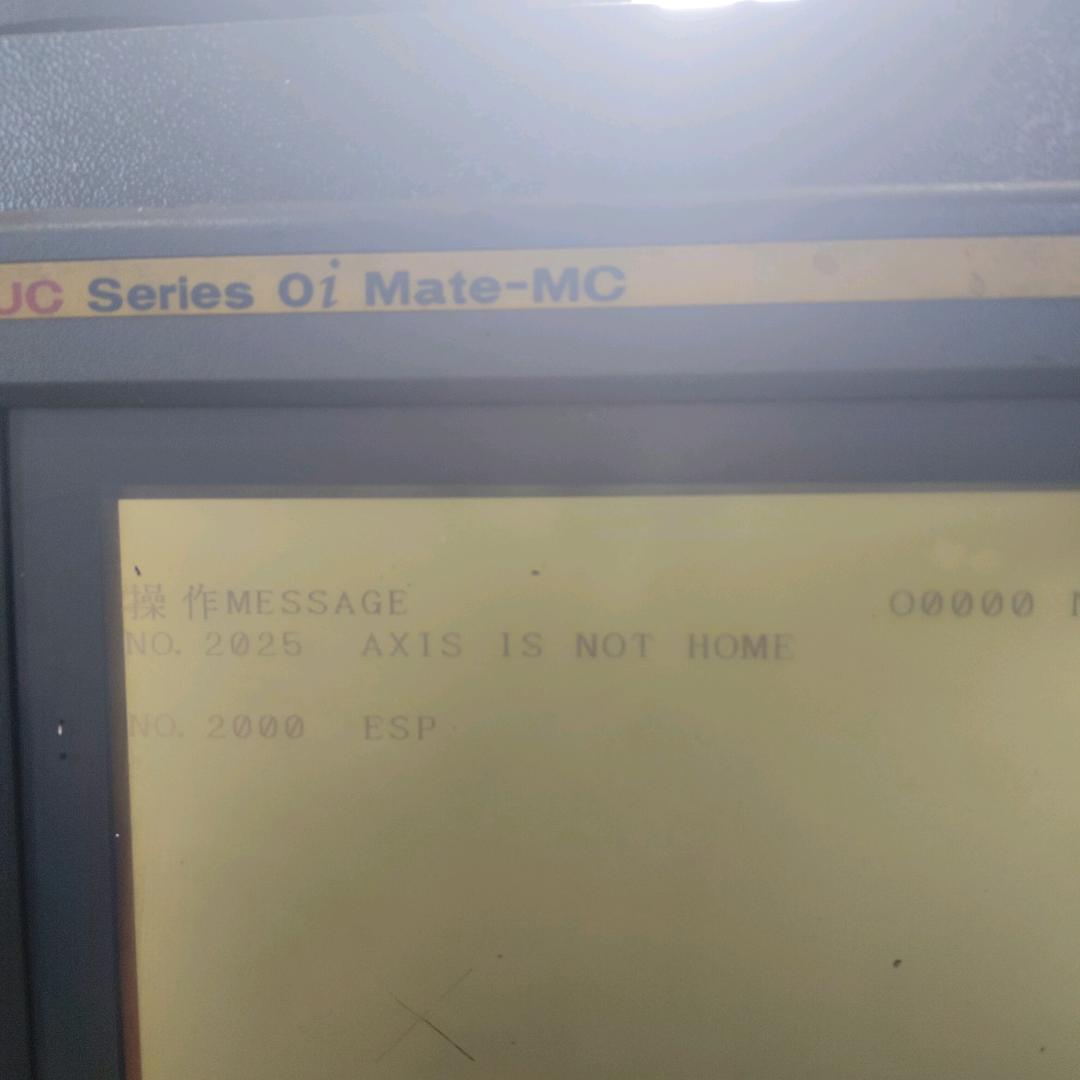 UC Series 0i Mate-MC
操作MESSAGE O0000
NO. 2025 AXIS IS NOT HOME
NO. 2000 ESP